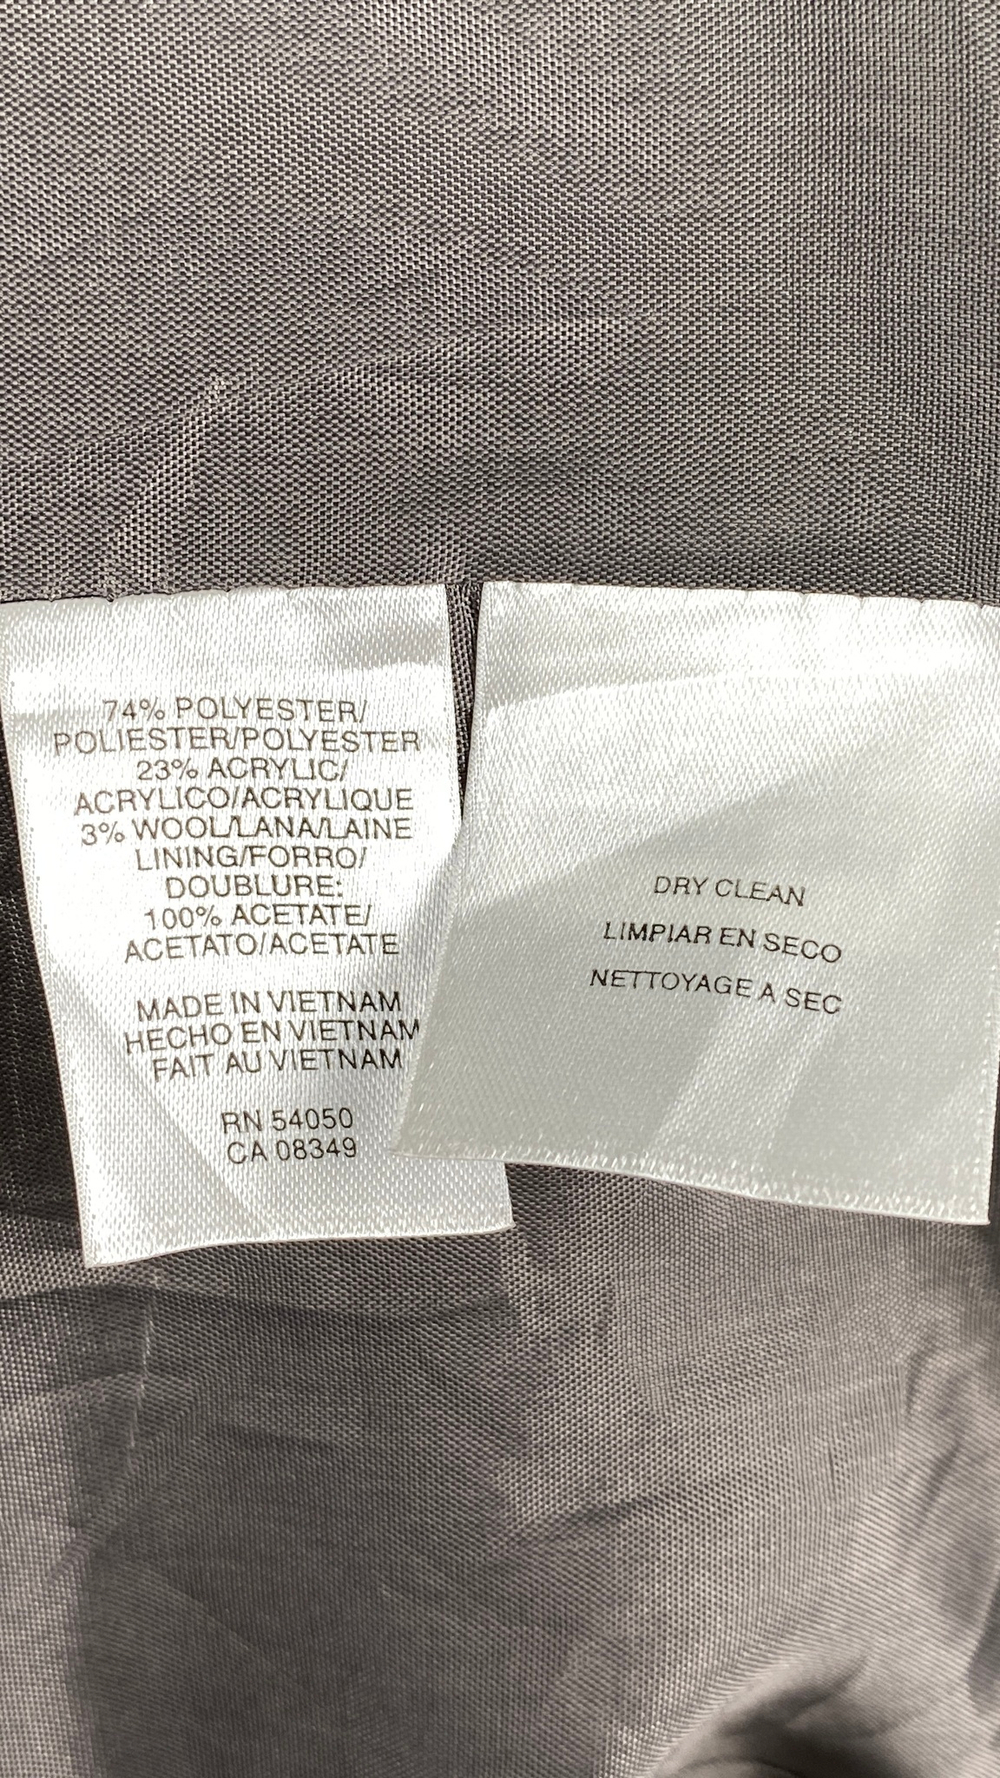 74% POLYESTER/
POLIESTER/POLYESTER
23% ACRYLIC/
ACRYLICO/ACRYLIQUE
3% WOOL/LANA/LAINE
LINING/FORRO/
DOUBLURE:
100% ACETATE/
ACETATO/ACETATE
MADE IN VIETNAM
HECHO EN VIETNAM
FAIT AU VIETNAM
RN 54050
CA 08349
DRY CLEAN
LIMPIAR EN SECO
NETTOYAGE A SEC